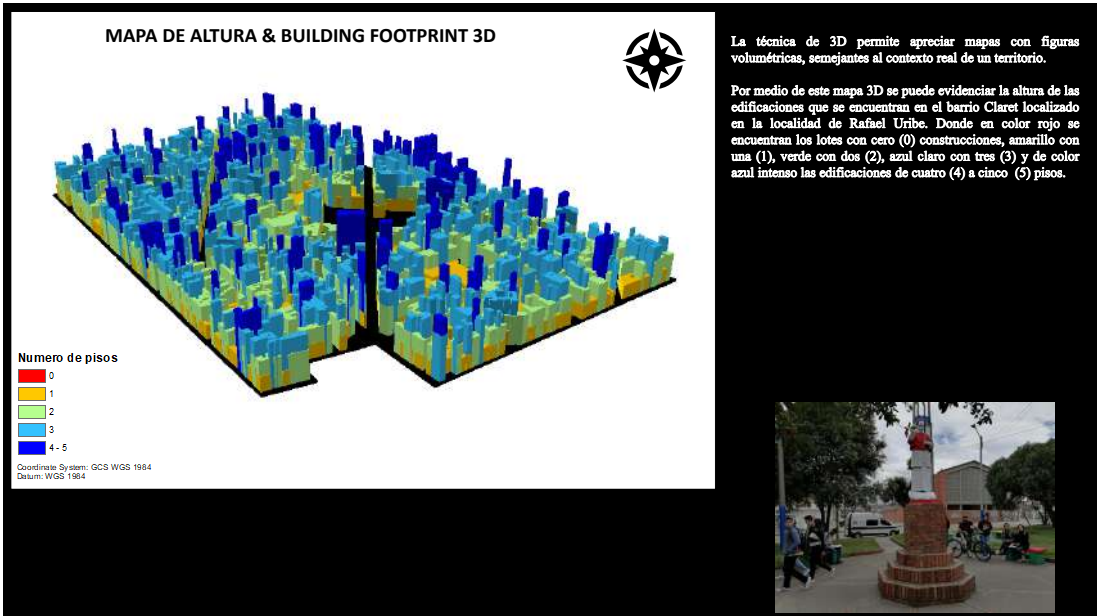 MAPA DE ALTURA & BUILDING FOOTPRINT 3D
La técnica de 3D permite apreciar mapas con figuras
volumétricas, semejantes al contexto real de un territorio.
Por medio de este mapa 3D se puede evidenciar la altura de las
edificaciones que se encuentran en el barrio Claret localizado
en la localidad de Rafael Uribe. Donde en color rojo se
encuentran los lotes con cero (0) construcciones, amarillo con
una (1), verde con dos (2), azul claro con tres (3) y de color
azul intenso las edificaciones de cuatro (4) a cinco (5) pisos.
Numero de pisos
0
1
2
3
4 - 5
Coordinate System: GCS WGS 1984
Datum: WGS 1984